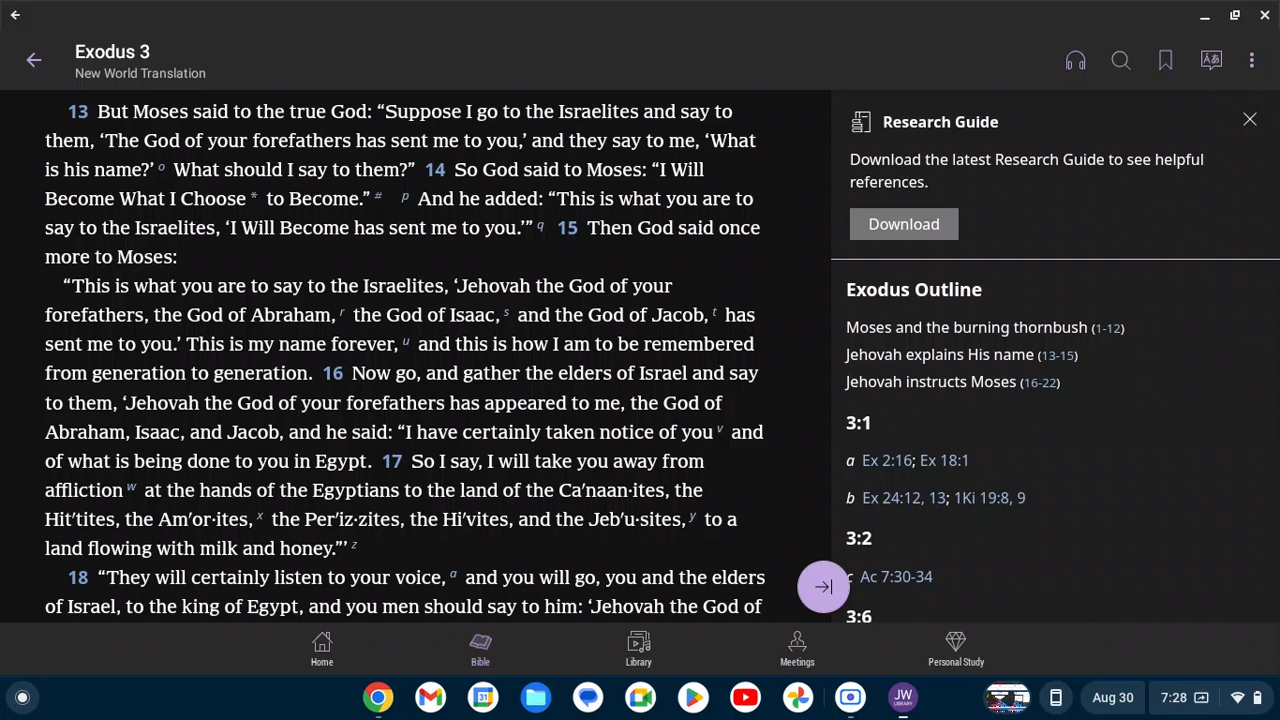 Exodus 3
New World Translation
13 But Moses said to the true God: “Suppose I go to the Israelites and say to
them, ‘The God of your forefathers has sent me to you,’ and they say to me, ‘What
is his name?’ o What should I say to them?” 14 So God said to Moses: “I Will
Become What I Choose * to Become.” # p And he added: “This is what you are to
say to the Israelites, ‘I Will Become has sent me to you.’” q 15 Then God said once
more to Moses:
“This is what you are to say to the Israelites, ‘Jehovah the God of your
forefathers, the God of Abraham, r the God of Isaac, s and the God of Jacob, t has
sent me to you.’ This is my name forever, u and this is how I am to be remembered
from generation to generation. 16 Now go, and gather the elders of Israel and say
to them, ‘Jehovah the God of your forefathers has appeared to me, the God of
Abraham, Isaac, and Jacob, and he said: “I have certainly taken notice of you v and
of what is being done to you in Egypt. 17 So I say, I will take you away from
affliction w at the hands of the Egyptians to the land of the Ca′naan·ites, the
Hit′tites, the Am′or·ites, x the Per′iz·zites, the Hi′vites, and the Jeb′u·sites, y to a
land flowing with milk and honey.”’ z
18 “They will certainly listen to your voice, a and you will go, you and the elders
of Israel, to the king of Egypt, and you men should say to him: ‘Jehovah the God of
Research Guide
Download the latest Research Guide to see helpful
references.
Download
Exodus Outline
Moses and the burning thornbush (1-12)
Jehovah explains His name (13-15)
Jehovah instructs Moses (16-22)
3:1
a Ex 2:16; Ex 18:1
b Ex 24:12, 13; 1Ki 19:8, 9
3:2
c Ac 7:30-34
3:6
Home
Bible
Library
Meetings
Personal Study
31
JW
LIBRARY
Aug 30
7:28